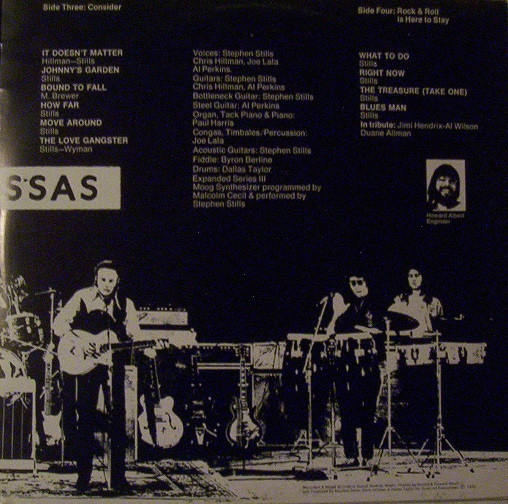 Side Three: Consider
IT DOESN'T MATTER
Hillman—Stills
JOHNNY'S GARDEN
Stills
BOUND TO FALL
M. Brewer
HOW FAR
Stills
MOVE AROUND
Stills
THE LOVE GANGSTER
Stills—Wyman
Voices: Stephen Stills
Chris Hillman, Joe Lala
Al Perkins.
Guitars: Stephen Stills
Chris Hillman, Al Perkins
Bottleneck Guitar: Stephen Stills
Steel Guitar: Al Perkins
Organ, Tack Piano & Piano:
Paul Harris
Congas, Timbales/Percussion:
Joe Lala
Acoustic Guitars: Stephen Stills
Fiddle: Byron Berline
Drums: Dallas Taylor
Expanded Series III
Moog Synthesizer programmed by
Malcolm Cecil & performed by
Stephen Stills
Side Four: Rock & Roll
is Here to Stay
WHAT TO DO
Stills
RIGHT NOW
Stills
THE TREASURE (TAKE ONE)
Stills
BLUES MAN
Stills
In tribute: Jimi Hendrix-Al Wilson
Duane Allman
Howard Albert
Engineer
SSAS